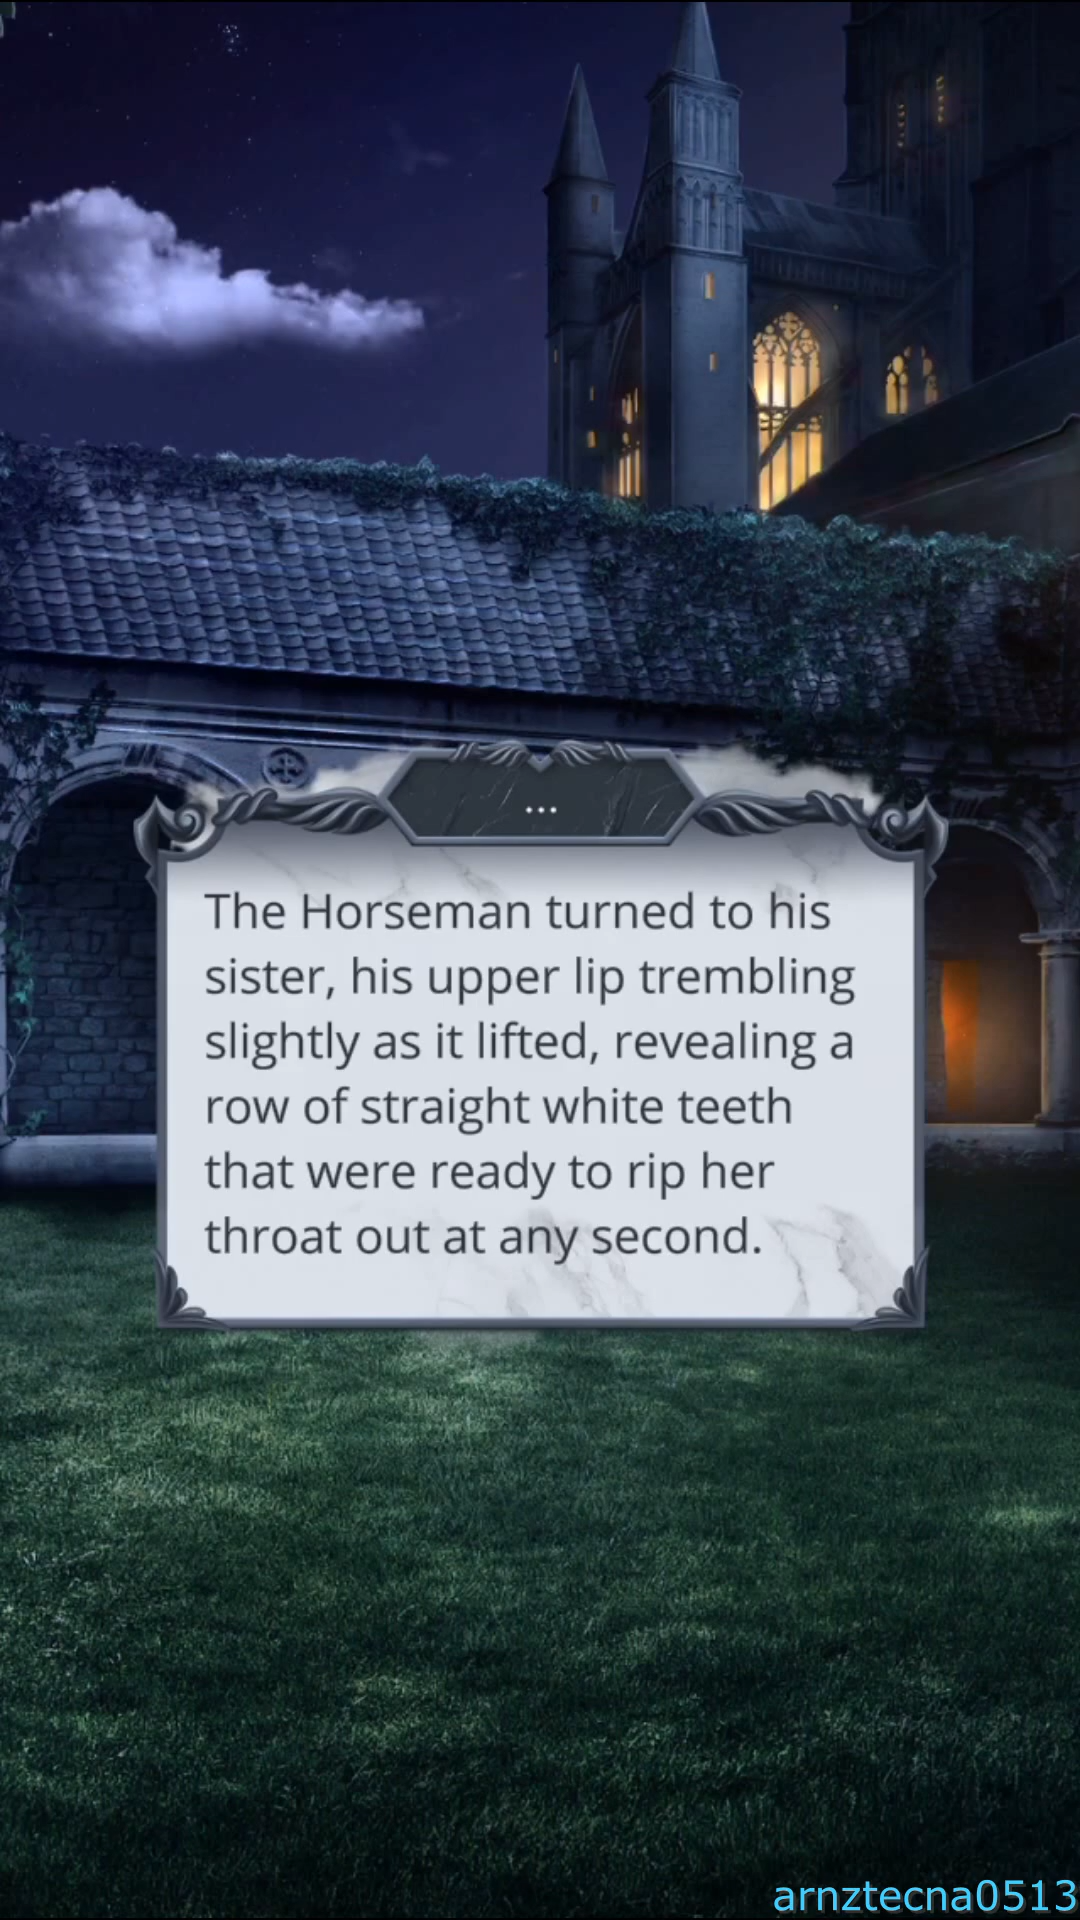 ...
The Horseman turned to his
sister, his upper lip trembling
slightly as it lifted, revealing a
row of straight white teeth
that were ready to rip her
throat out at any second.
arnztecna0513